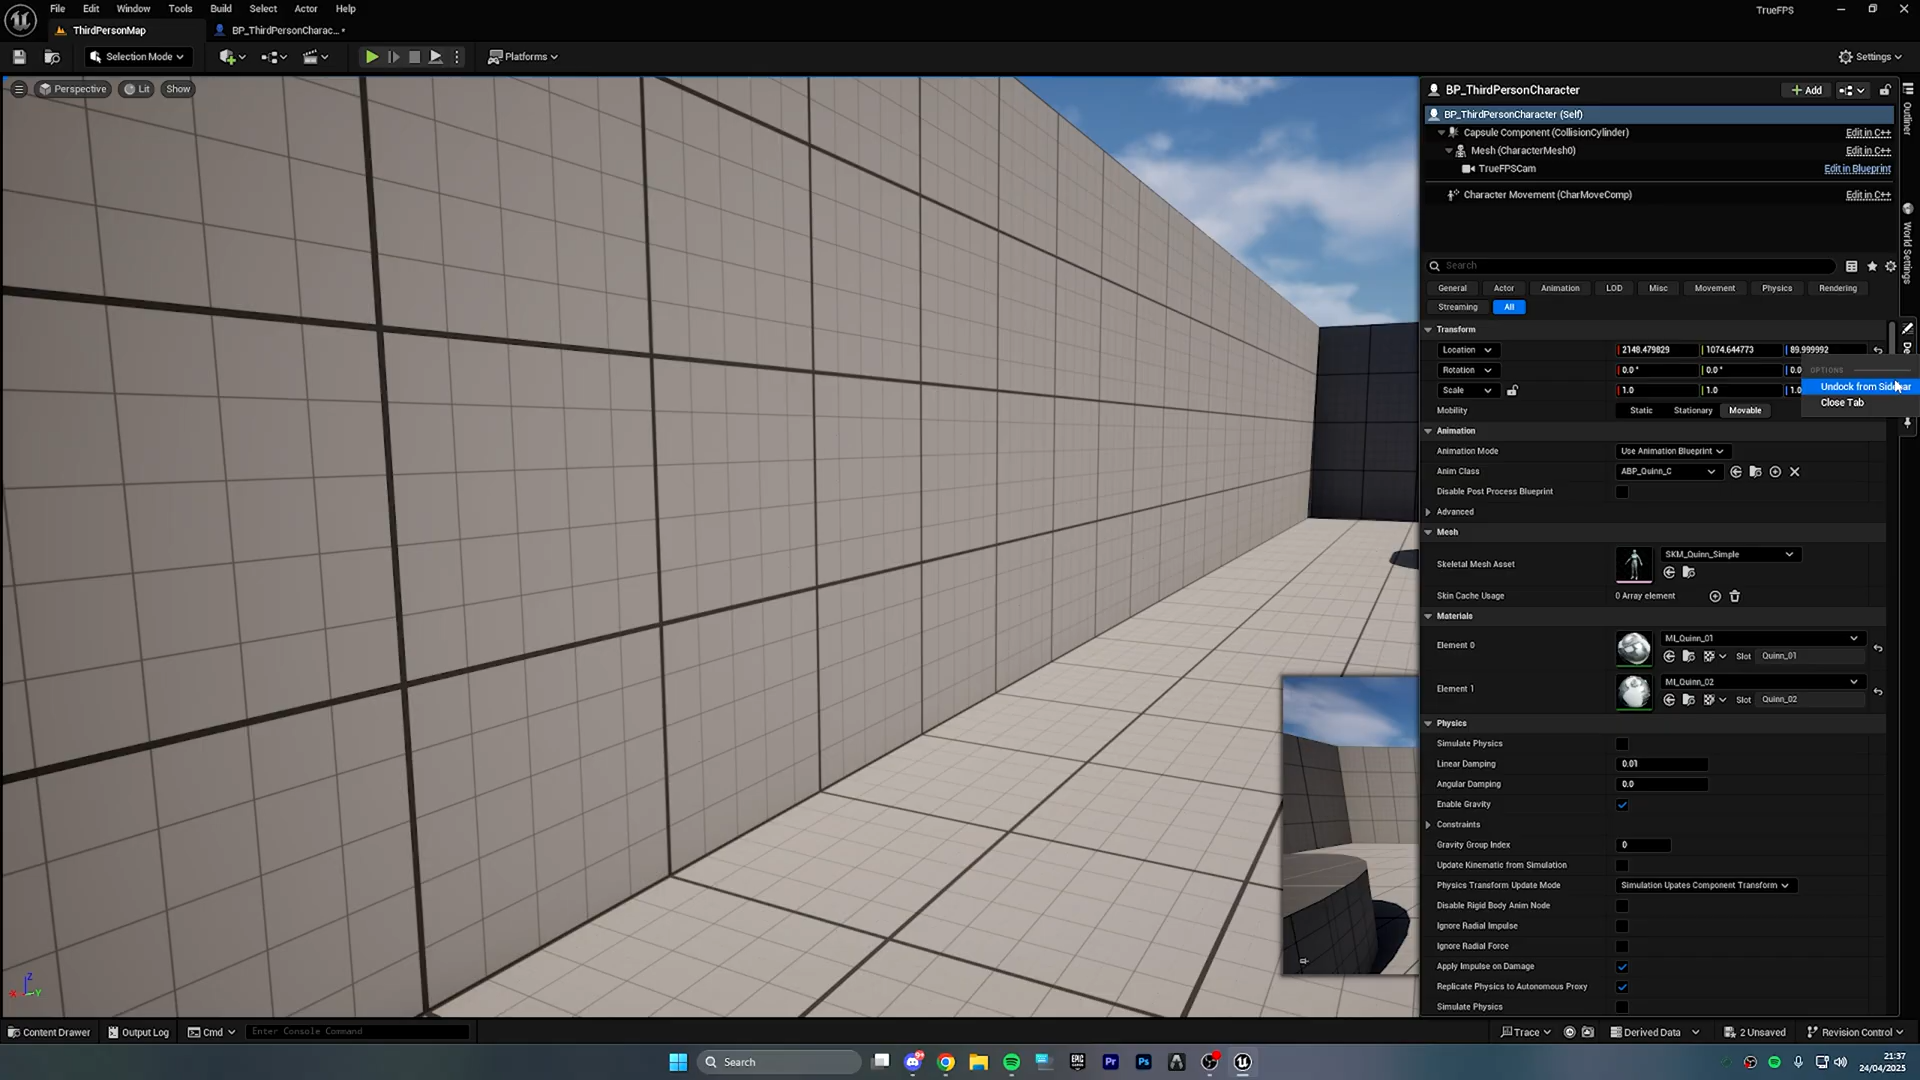 File Edit Window Tools Build Select Actor Help
TrueFPS
ThirdPersonMap
BP_ThirdPersonCharac...•
Selection Mode
Platforms
Settings
Perspective Lit Show
BP_ThirdPersonCharacter
Add
BP_ThirdPersonCharacter (Self)
Capsule Component (CollisionCylinder) Edit in C++
Mesh (CharacterMesh0) Edit in C++
TrueFPSCam Edit in Blueprint
Character Movement (CharMoveComp) Edit in C++
Outliner
World Settings
Search
General Actor Animation LOD Misc Movement Physics Rendering
Streaming All
Transform
Location 2148.479829 1074.644773 89.999992
Rotation 0.0° 0.0° 0.0
Scale 1.0 1.0 1.0
Mobility Static Stationary Movable
OPTIONS
Undock from Sidebar
Close Tab
Animation
Animation Mode Use Animation Blueprint
Anim Class ABP_Quinn_C
Disable Post Process Blueprint
Advanced
Mesh
Skeletal Mesh Asset SKM_Quinn_Simple
Skin Cache Usage 0 Array element
Materials
Element 0 MI_Quinn_01
Slot Quinn_01
Element 1 MI_Quinn_02
Slot Quinn_02
Physics
Simulate Physics
Linear Damping 0.01
Angular Damping 0.0
Enable Gravity
Constraints
Gravity Group Index 0
Update Kinematic from Simulation
Physics Transform Update Mode Simulation Upates Component Transform
Disable Rigid Body Anim Node
Ignore Radial Impulse
Ignore Radial Force
Apply Impulse on Damage
Replicate Physics to Autonomous Proxy
Simulate Physics
Z
X Y
Content Drawer Output Log Cmd Enter Console Command
Trace Derived Data 2 Unsaved Revision Control
Search
EPIC
Pr Ps
21:37
24/04/2025